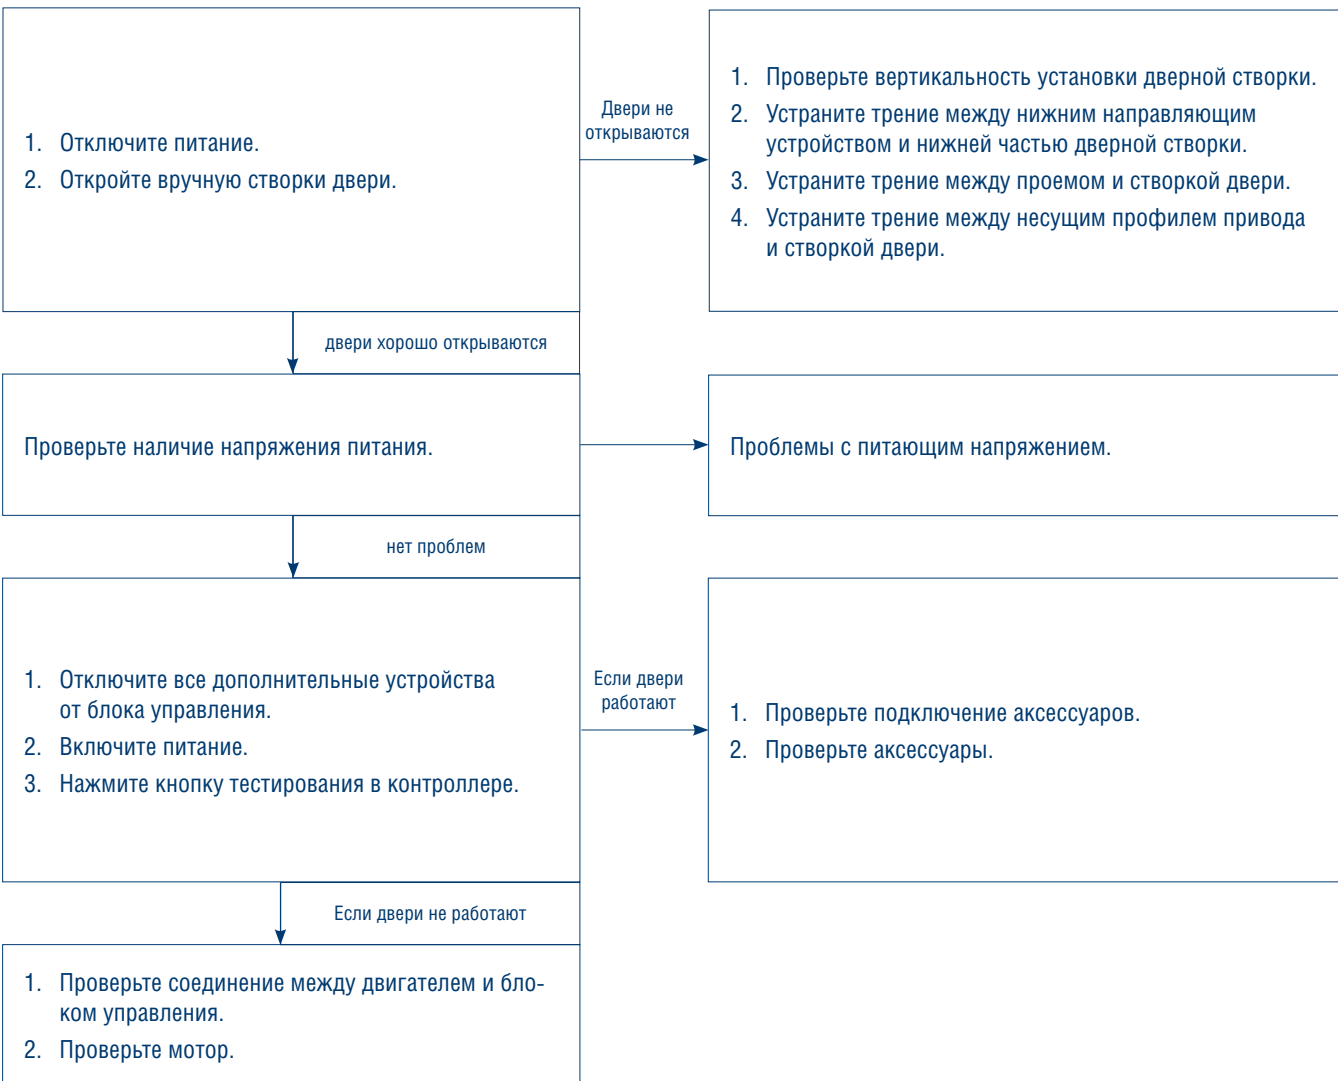 1. Отключите питание.
2. Откройте вручную створки двери.
Двери не
открываются
1. Проверьте вертикальность установки дверной створки.
2. Устраните трение между нижним направляющим
устройством и нижней частью дверной створки.
3. Устраните трение между проемом и створкой двери.
4. Устраните трение между несущим профилем привода
и створкой двери.
двери хорошо открываются
Проверьте наличие напряжения питания.
Проблемы с питающим напряжением.
нет проблем
1. Отключите все дополнительные устройства
от блока управления.
2. Включите питание.
3. Нажмите кнопку тестирования в контроллере.
Если двери
работают
1. Проверьте подключение аксессуаров.
2. Проверьте аксессуары.
Если двери не работают
1. Проверьте соединение между двигателем и бло-
ком управления.
2. Проверьте мотор.